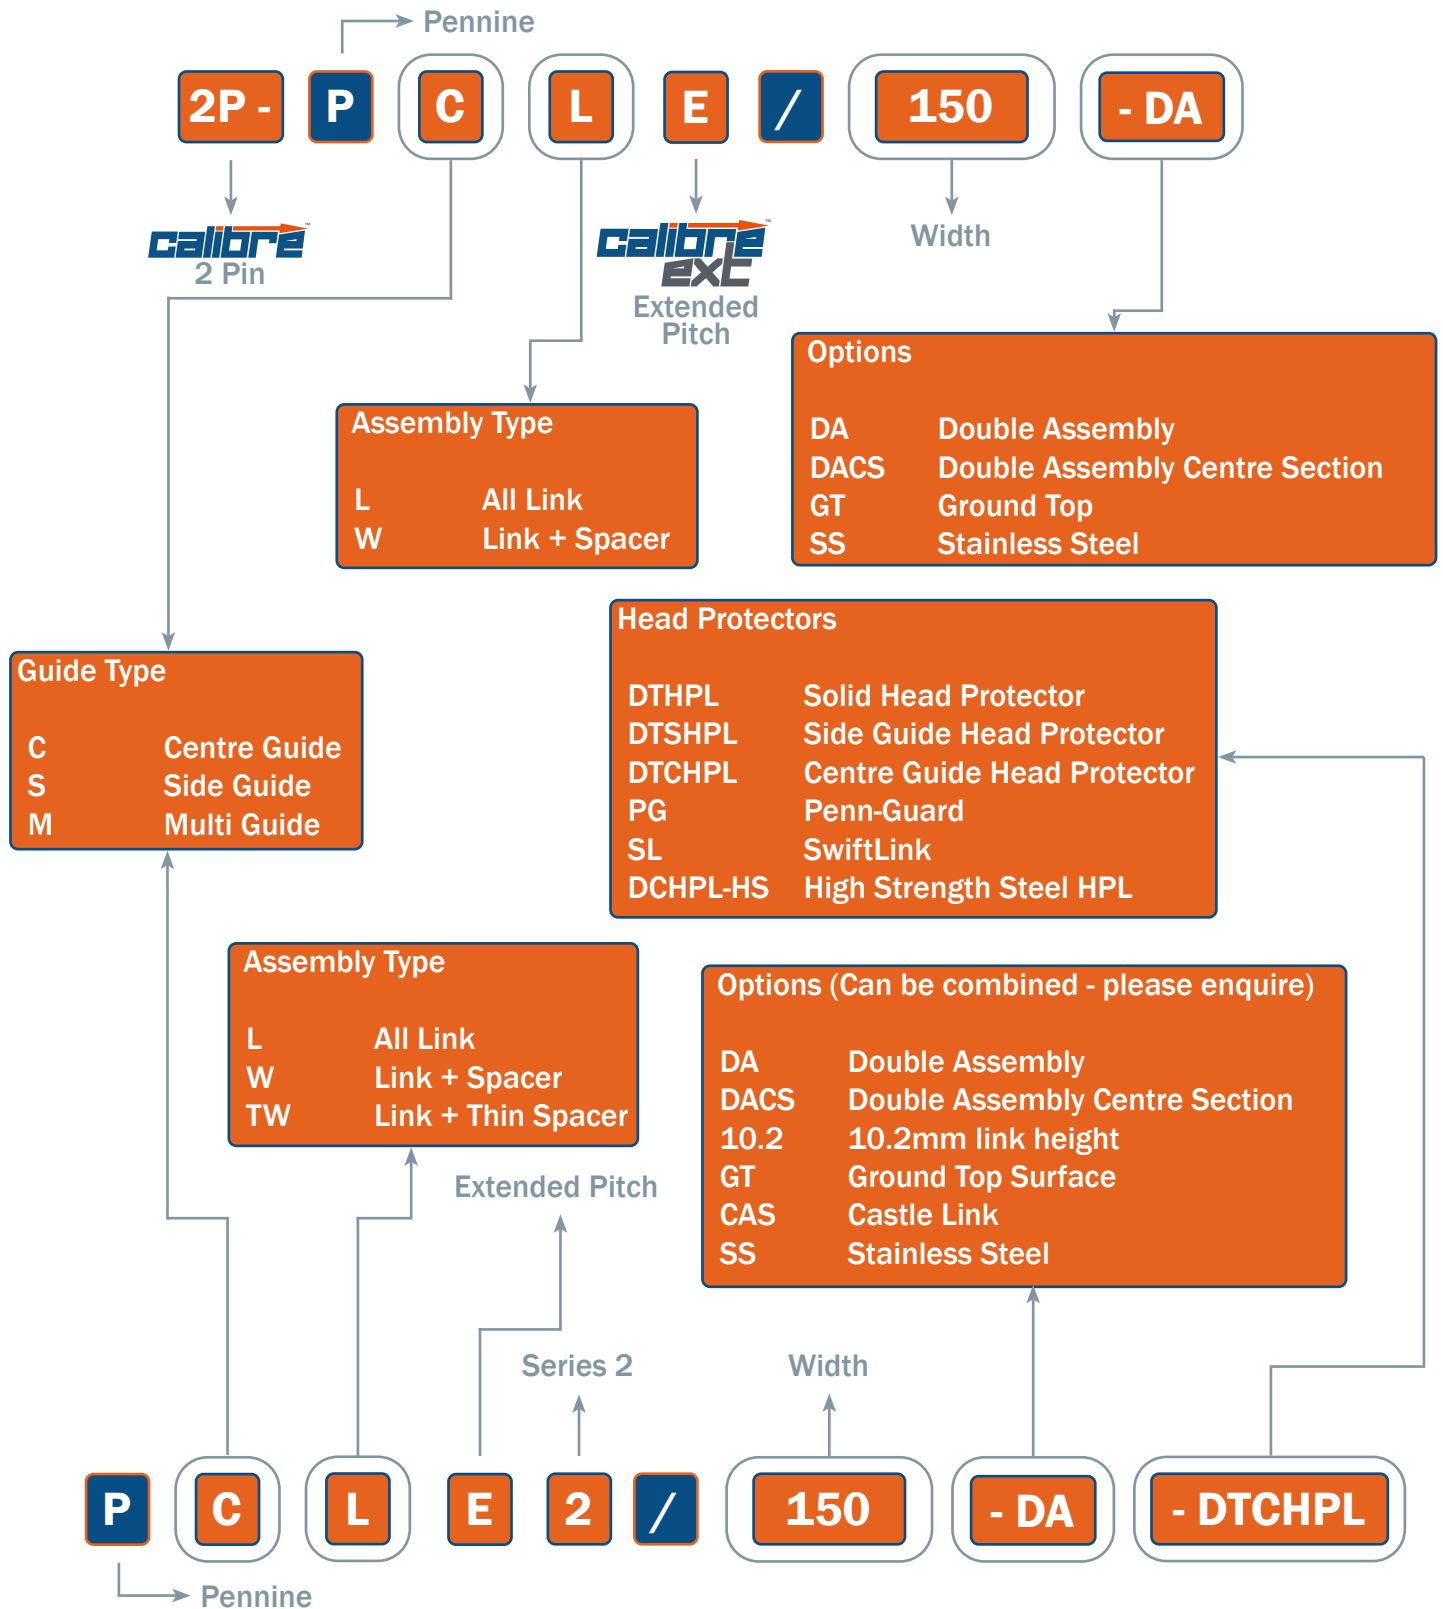 Pennine
2P - P C L E / 150 - DA
calibre™
2 Pin
calibre™
ext
Extended
Pitch
Width
Options
DA Double Assembly
DACS Double Assembly Centre Section
GT Ground Top
SS Stainless Steel
Assembly Type
L All Link
W Link + Spacer
Head Protectors
DTHPL Solid Head Protector
DTSHPL Side Guide Head Protector
DTCHPL Centre Guide Head Protector
PG Penn-Guard
SL SwiftLink
DCHPL-HS High Strength Steel HPL
Guide Type
C Centre Guide
S Side Guide
M Multi Guide
Assembly Type
L All Link
W Link + Spacer
TW Link + Thin Spacer
Options (Can be combined - please enquire)
DA Double Assembly
DACS Double Assembly Centre Section
10.2 10.2mm link height
GT Ground Top Surface
CAS Castle Link
SS Stainless Steel
Extended Pitch
Series 2
Width
P C L E 2 / 150 - DA - DTCHPL
Pennine